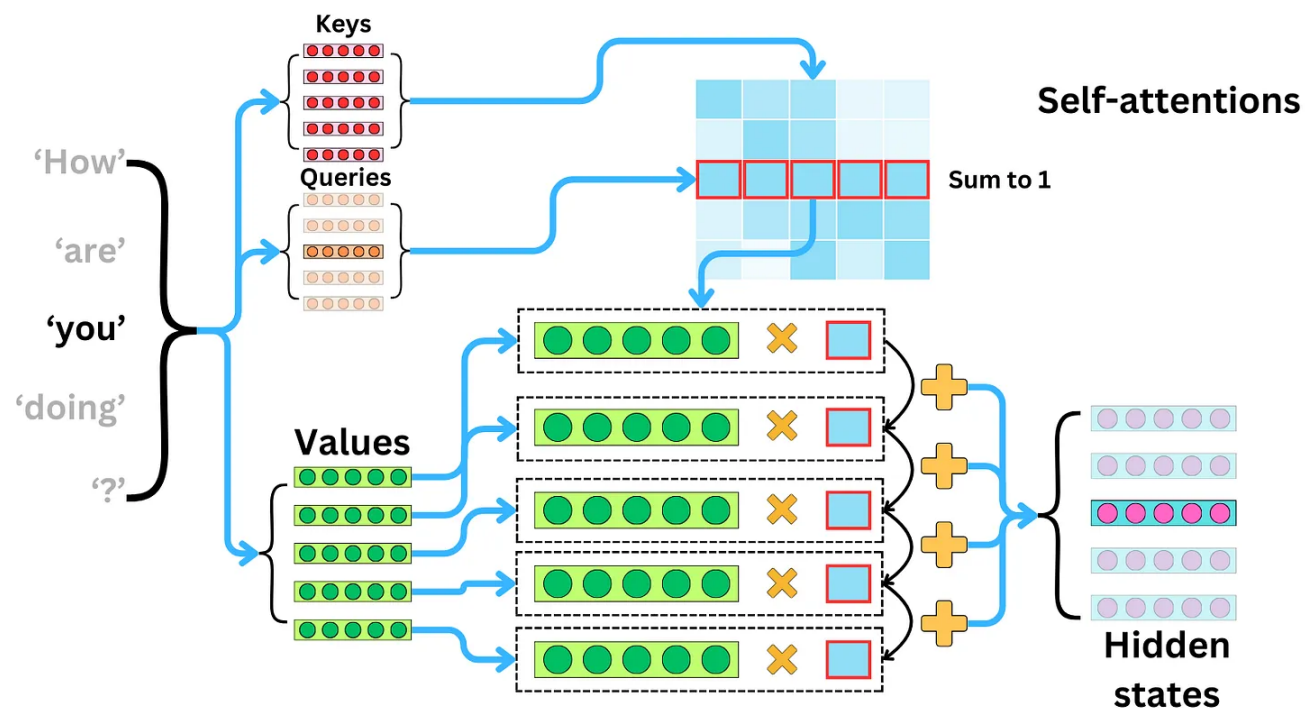 Keys
Self-attentions
‘How’
Queries
Sum to 1
‘are’
‘you’
‘doing’
Values
‘?’
Hidden
states